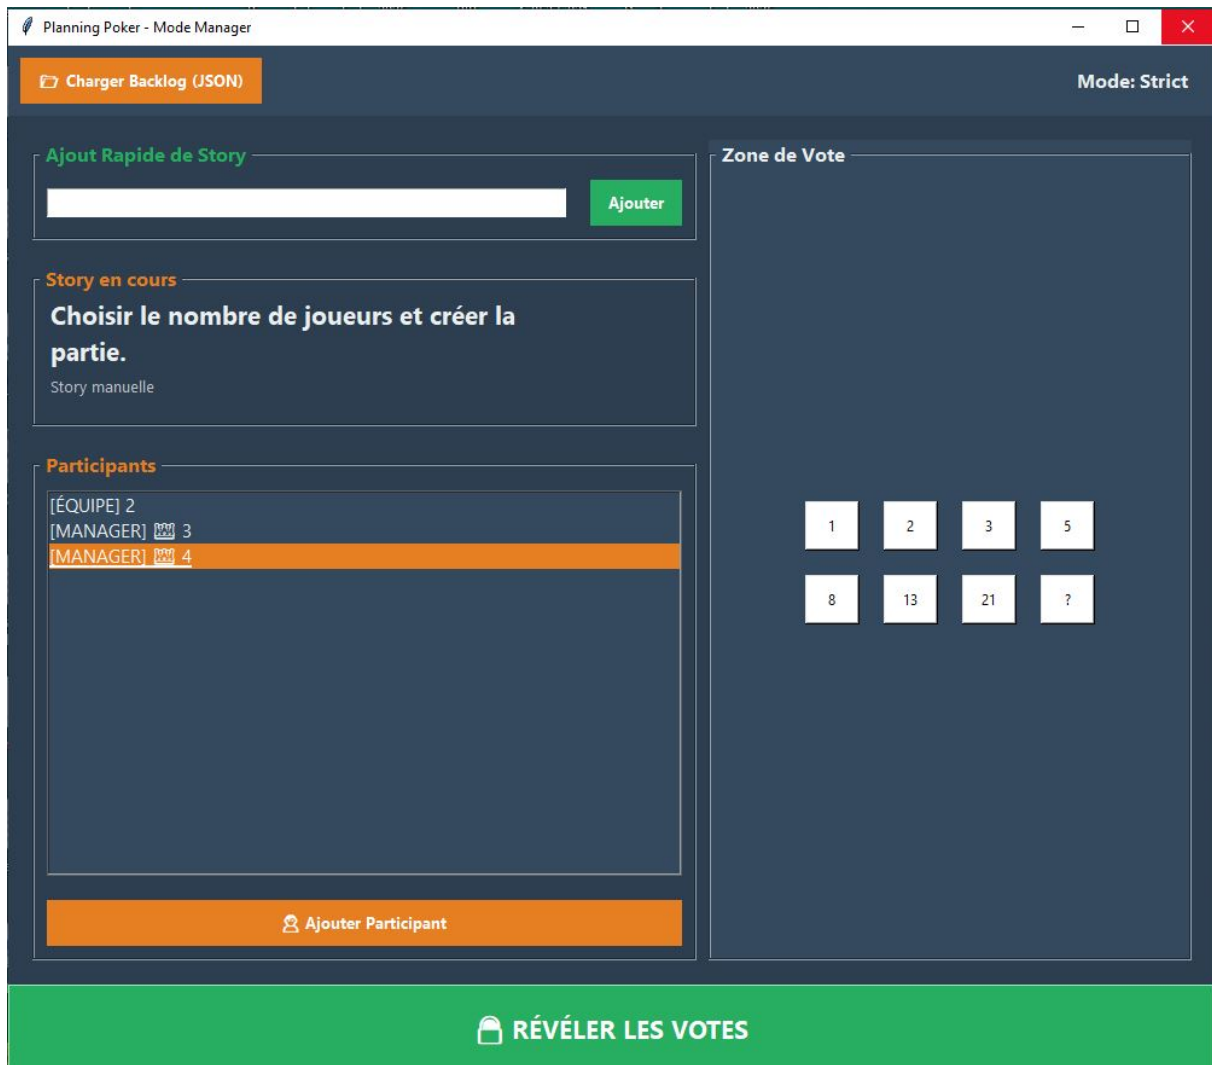 Planning Poker - Mode Manager
Charger Backlog (JSON)
Mode: Strict
Ajout Rapide de Story
Ajouter
Story en cours
Choisir le nombre de joueurs et créer la
partie.
Story manuelle
Participants
[ÉQUIPE] 2
[MANAGER] 3
[MANAGER] 4
Ajouter Participant
Zone de Vote
1 2 3 5
8 13 21 ?
RÉVÉLER LES VOTES